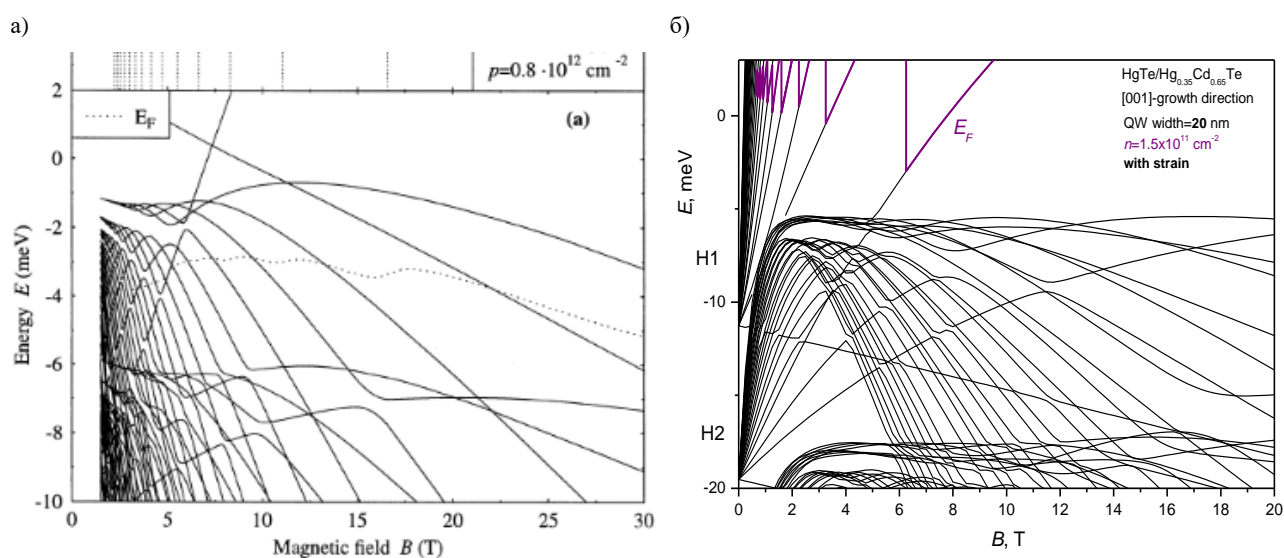 а)
p=0.8 · 10¹² cm⁻²
E_F
(a)
Energy E (meV)
2
0
-2
-4
-6
-8
-10
0
5
10
15
20
25
30
Magnetic field B (T)
б)
HgTe/Hg₀.₃₅Cd₀.₆₅Te
[001]-growth direction
QW width=20 nm
n=1.5x10¹¹ cm⁻²
with strain
E_F
E, meV
0
H1
-10
H2
-20
0
2
4
6
8
10
12
14
16
18
20
B, T